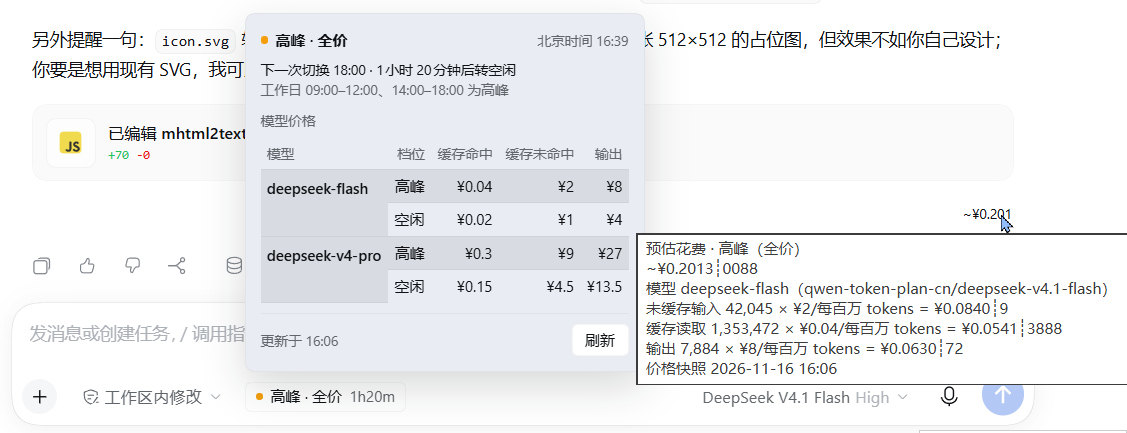 另外提醒一句： icon.svg 转
长 512×512 的占位图，但效果不如你自己设计；
你要是想用现有 SVG，我可
JS
已编辑 mhtml2text
+70 -0
高峰 · 全价
北京时间 16:39
下一次切换 18:00 · 1 小时 20 分钟后转空闲
工作日 09:00–12:00、14:00–18:00 为高峰
模型价格
模型 档位 缓存命中 缓存未命中 输出
deepseek-flash 高峰 ¥0.04 ¥2 ¥8
空闲 ¥0.02 ¥1 ¥4
deepseek-v4-pro 高峰 ¥0.3 ¥9 ¥27
空闲 ¥0.15 ¥4.5 ¥13.5
更新于 16:06
刷新
~¥0.201
预估花费 · 高峰（全价）
~¥0.2013┆0088
模型 deepseek-flash（qwen-token-plan-cn/deepseek-v4.1-flash）
未缓存输入 42,045 × ¥2/每百万 tokens = ¥0.0840┆9
缓存读取 1,353,472 × ¥0.04/每百万 tokens = ¥0.0541┆3888
输出 7,884 × ¥8/每百万 tokens = ¥0.0630┆72
价格快照 2026-11-16 16:06
发消息或创建任务，/ 调用指
工作区内修改
高峰 · 全价 1h20m
DeepSeek V4.1 Flash High